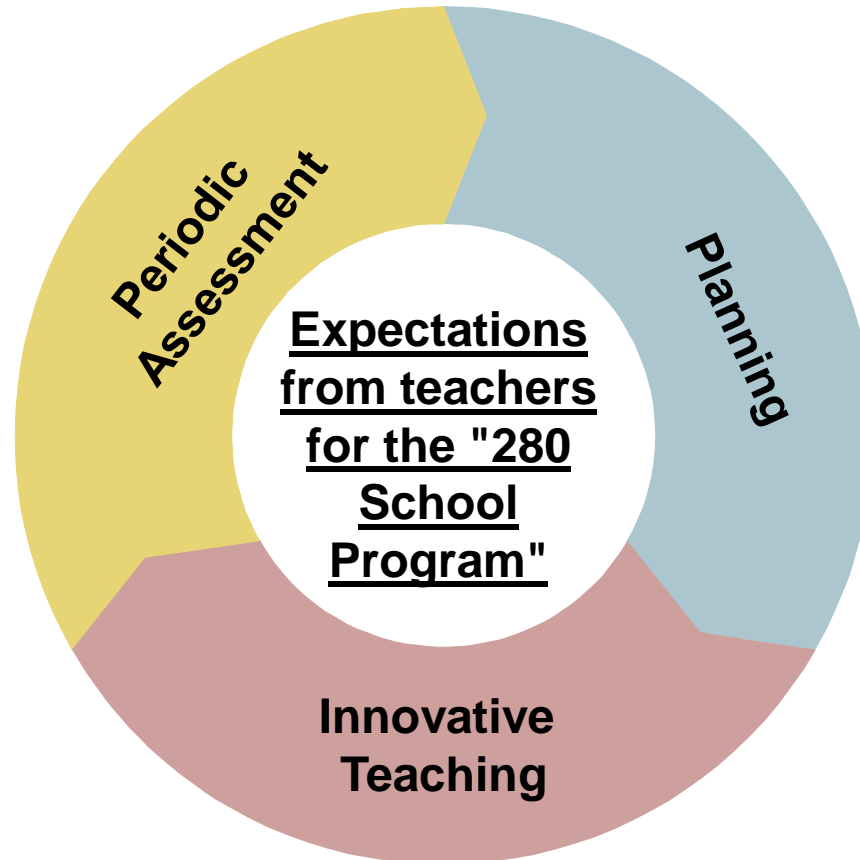 Expectations
from teachers
for the "280
School
Program"
Planning
Innovative
Teaching
Periodic
Assessment